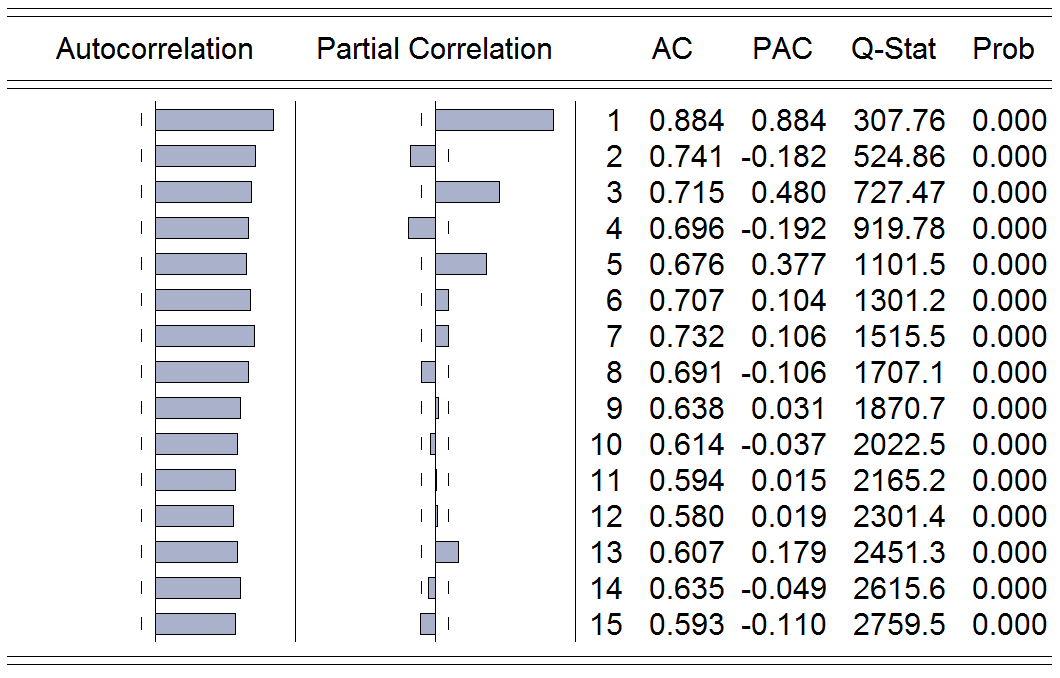 Autocorrelation Partial Correlation AC PAC Q-Stat Prob
1 0.884 0.884 307.76 0.000
2 0.741 -0.182 524.86 0.000
3 0.715 0.480 727.47 0.000
4 0.696 -0.192 919.78 0.000
5 0.676 0.377 1101.5 0.000
6 0.707 0.104 1301.2 0.000
7 0.732 0.106 1515.5 0.000
8 0.691 -0.106 1707.1 0.000
9 0.638 0.031 1870.7 0.000
10 0.614 -0.037 2022.5 0.000
11 0.594 0.015 2165.2 0.000
12 0.580 0.019 2301.4 0.000
13 0.607 0.179 2451.3 0.000
14 0.635 -0.049 2615.6 0.000
15 0.593 -0.110 2759.5 0.000